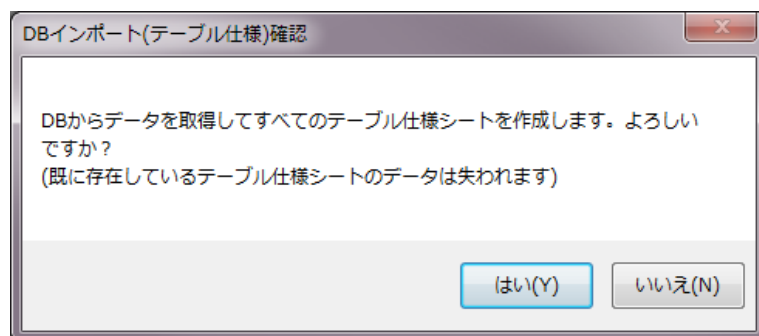 DBインポート(テーブル仕様)確認
DBからデータを取得してすべてのテーブル仕様シートを作成します。よろしい
ですか？
(既に存在しているテーブル仕様シートのデータは失われます)
はい(Y)
いいえ(N)